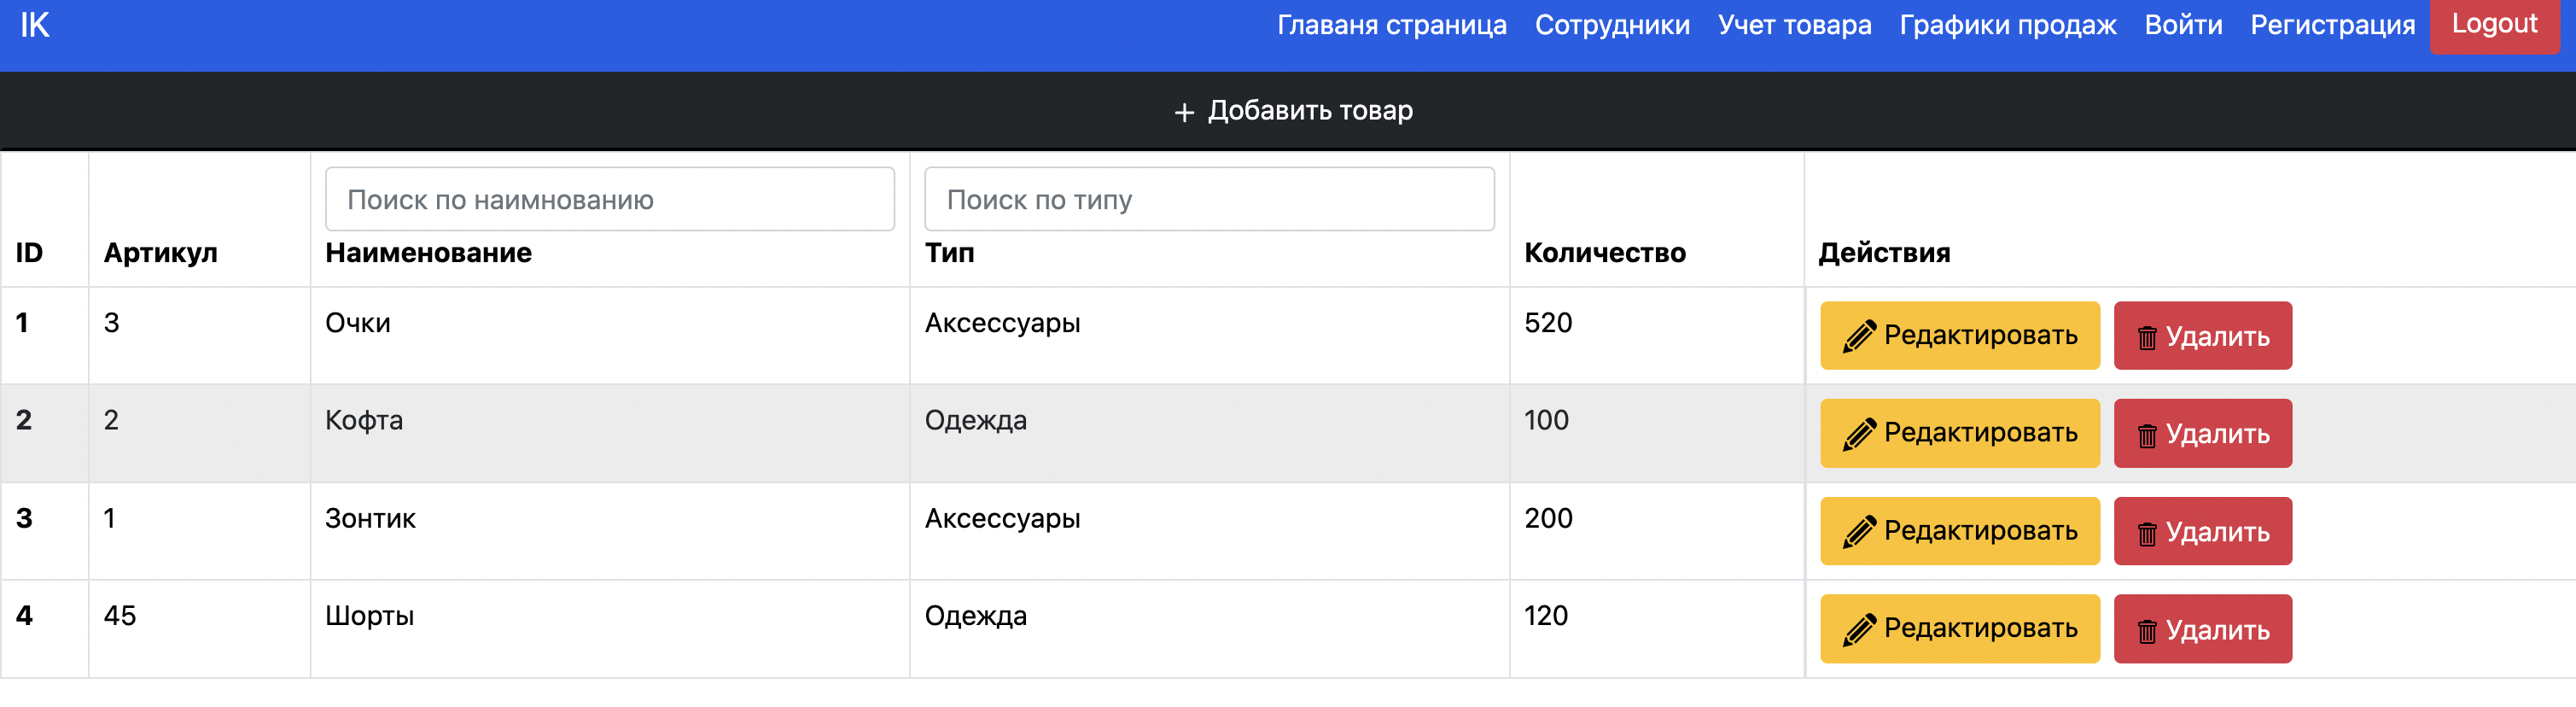 IK Главаня страница Сотрудники Учет товара Графики продаж Войти Регистрация Logout
+ Добавить товар
Поиск по наимнованию Поиск по типу
ID Артикул Наименование Тип Количество Действия
1 3 Очки Аксессуары 520 Редактировать Удалить
2 2 Кофта Одежда 100 Редактировать Удалить
3 1 Зонтик Аксессуары 200 Редактировать Удалить
4 45 Шорты Одежда 120 Редактировать Удалить